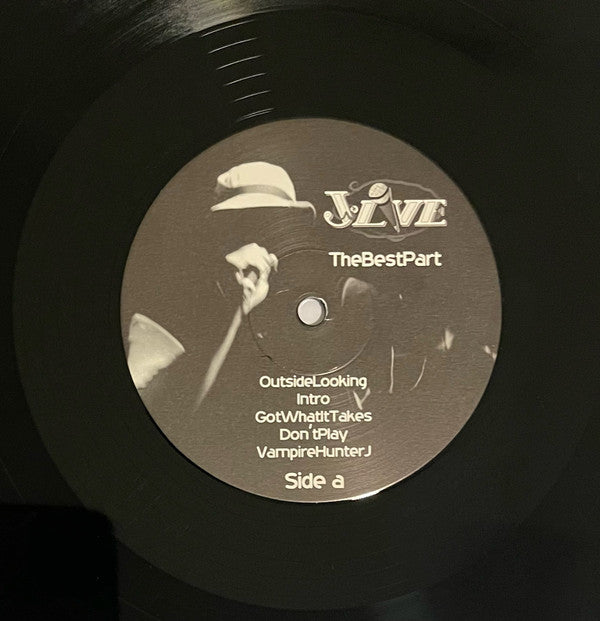 J-LIVE
TheBestPart
OutsideLooking
Intro
GotWhatItTakes
Don'tPlay
VampireHunterJ
Side a